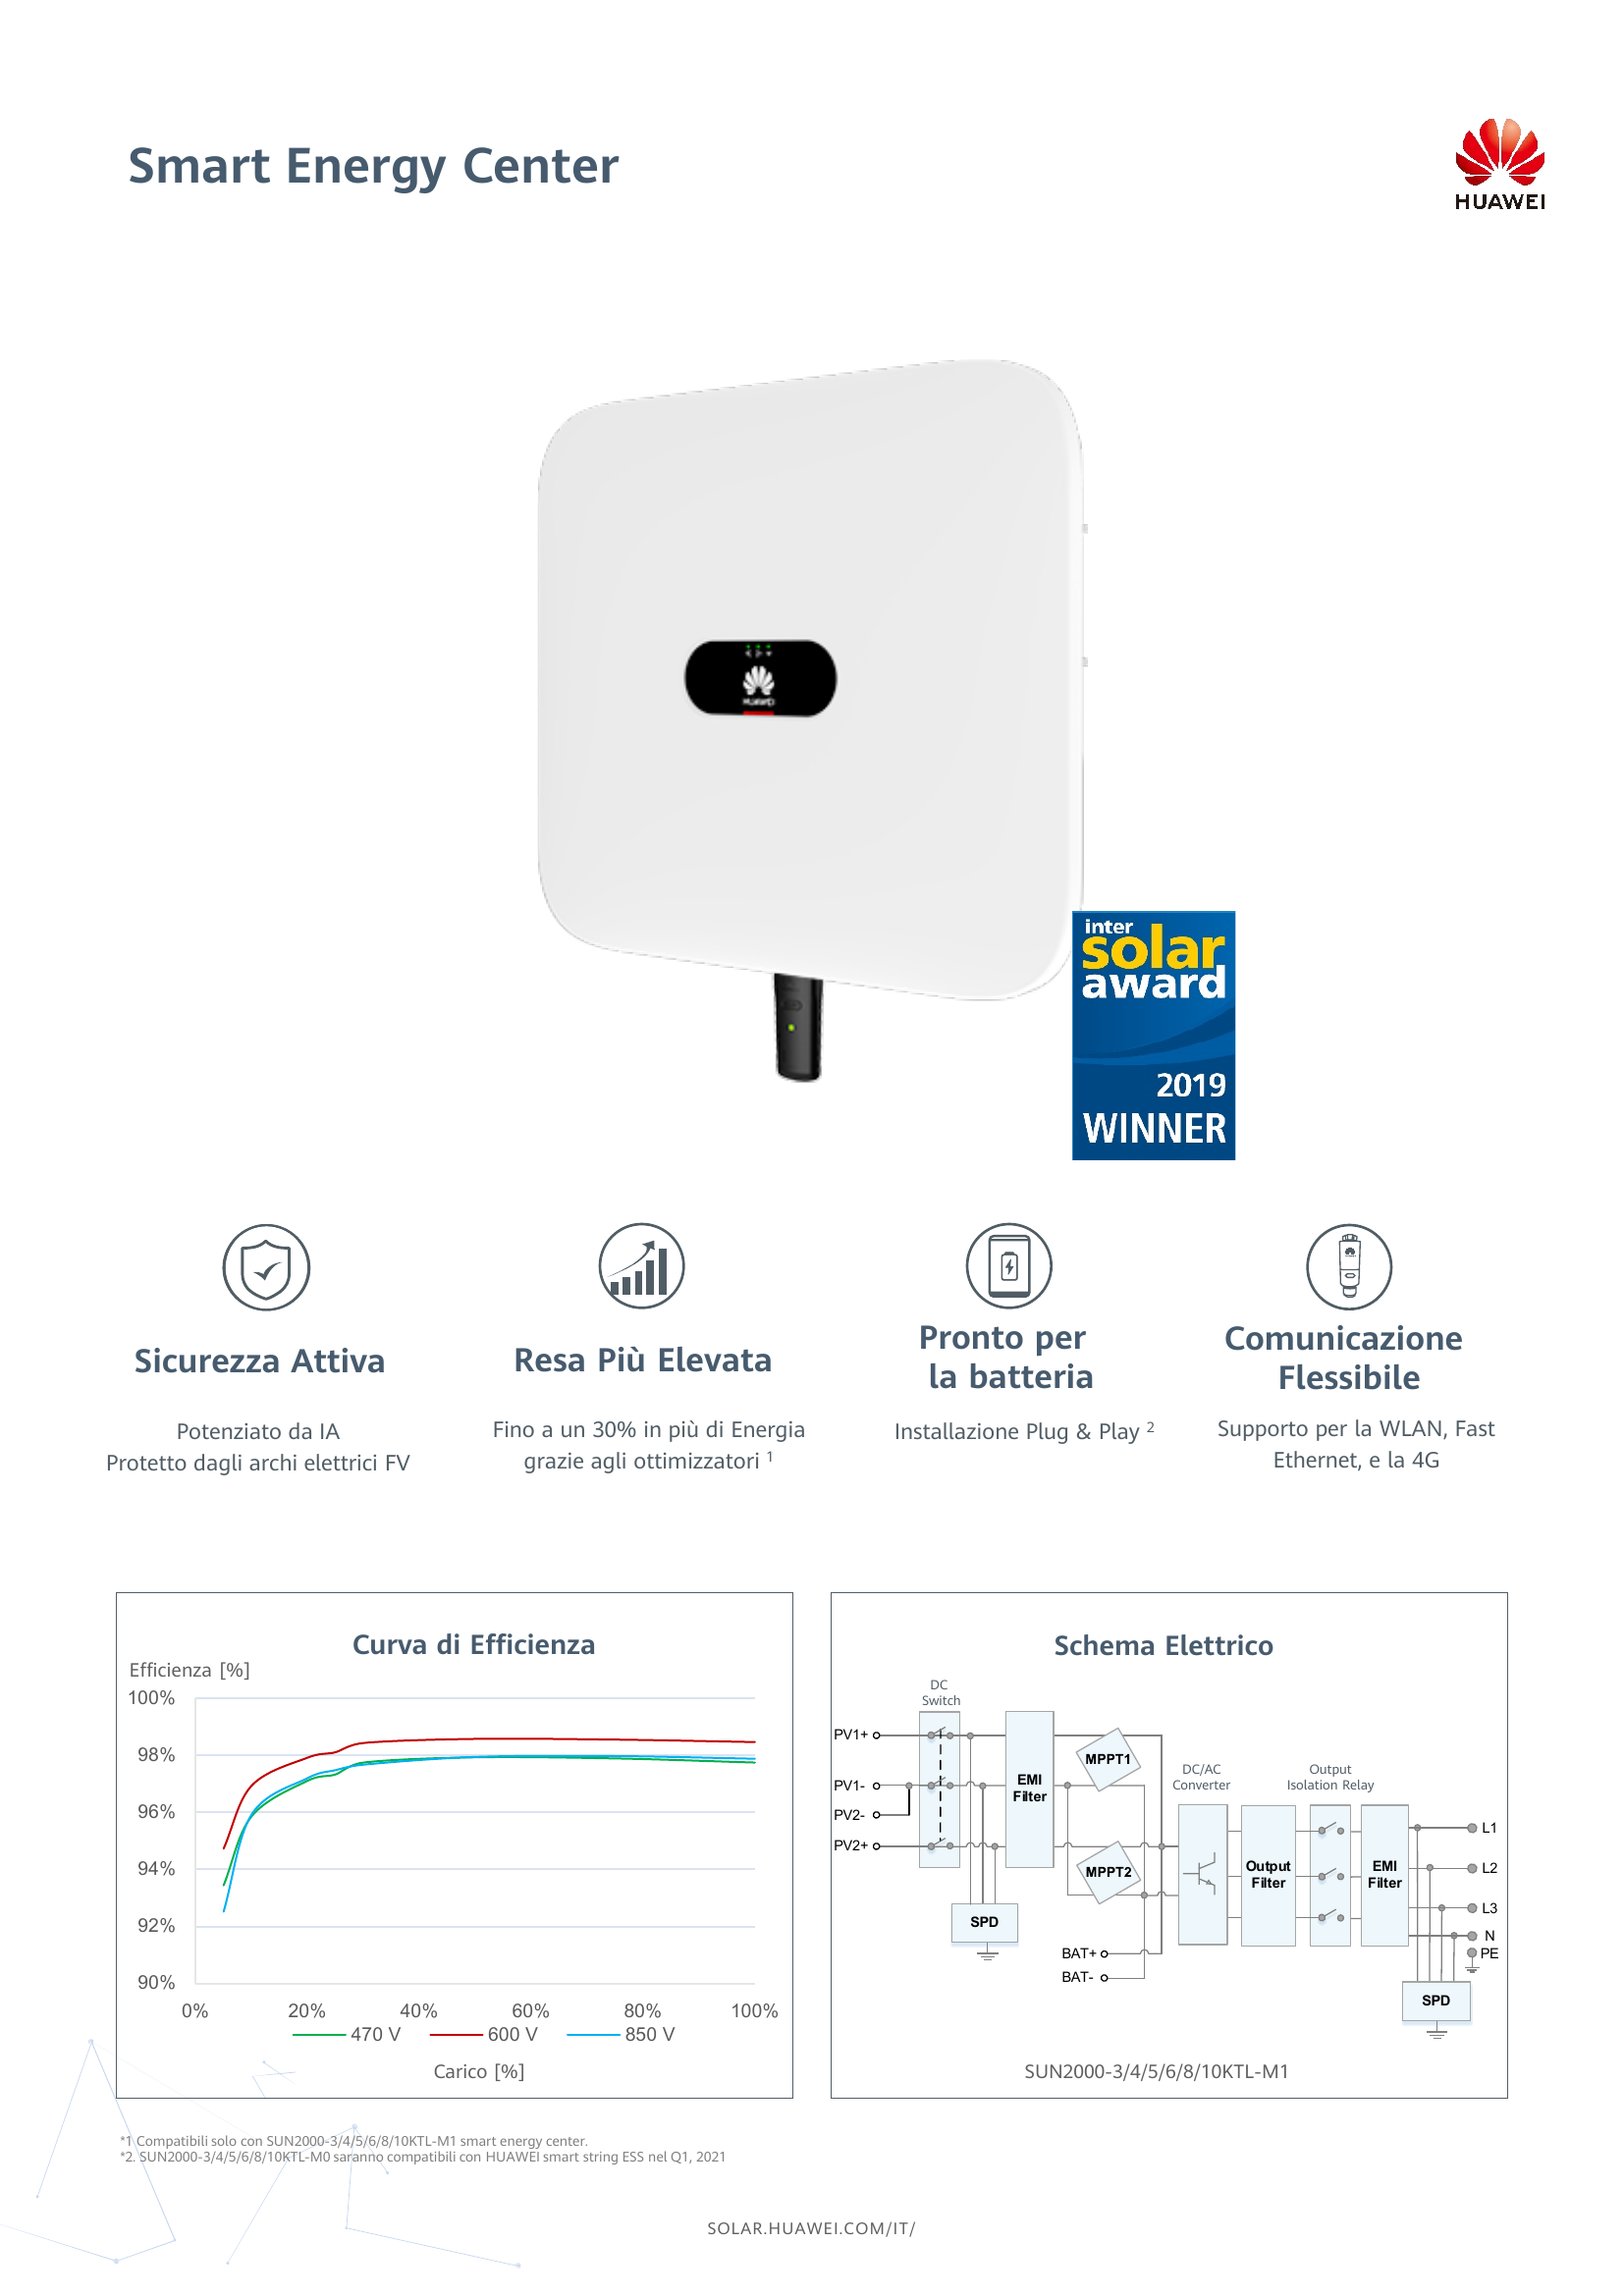 Smart Energy Center
HUAWEI
HUAWEI
inter
solar
award
2019
WINNER
Sicurezza Attiva
Potenziato da IA
Protetto dagli archi elettrici FV
Resa Più Elevata
Fino a un 30% in più di Energia
grazie agli ottimizzatori 1
Pronto per
la batteria
Installazione Plug & Play 2
Comunicazione
Flessibile
Supporto per la WLAN, Fast
Ethernet, e la 4G
Curva di Efficienza
Efficienza [%]
100%
98%
96%
94%
92%
90%
0% 20% 40% 60% 80% 100%
470 V 600 V 850 V
Carico [%]
Schema Elettrico
DC
Switch
PV1+
PV1-
PV2-
PV2+
EMI
Filter
SPD
MPPT1
MPPT2
BAT+
BAT-
DC/AC
Converter
Output
Filter
Output
Isolation Relay
EMI
Filter
L1
L2
L3
N
PE
SPD
SUN2000-3/4/5/6/8/10KTL-M1
*1 Compatibili solo con SUN2000-3/4/5/6/8/10KTL-M1 smart energy center.
*2. SUN2000-3/4/5/6/8/10KTL-M0 saranno compatibili con HUAWEI smart string ESS nel Q1, 2021
SOLAR.HUAWEI.COM/IT/